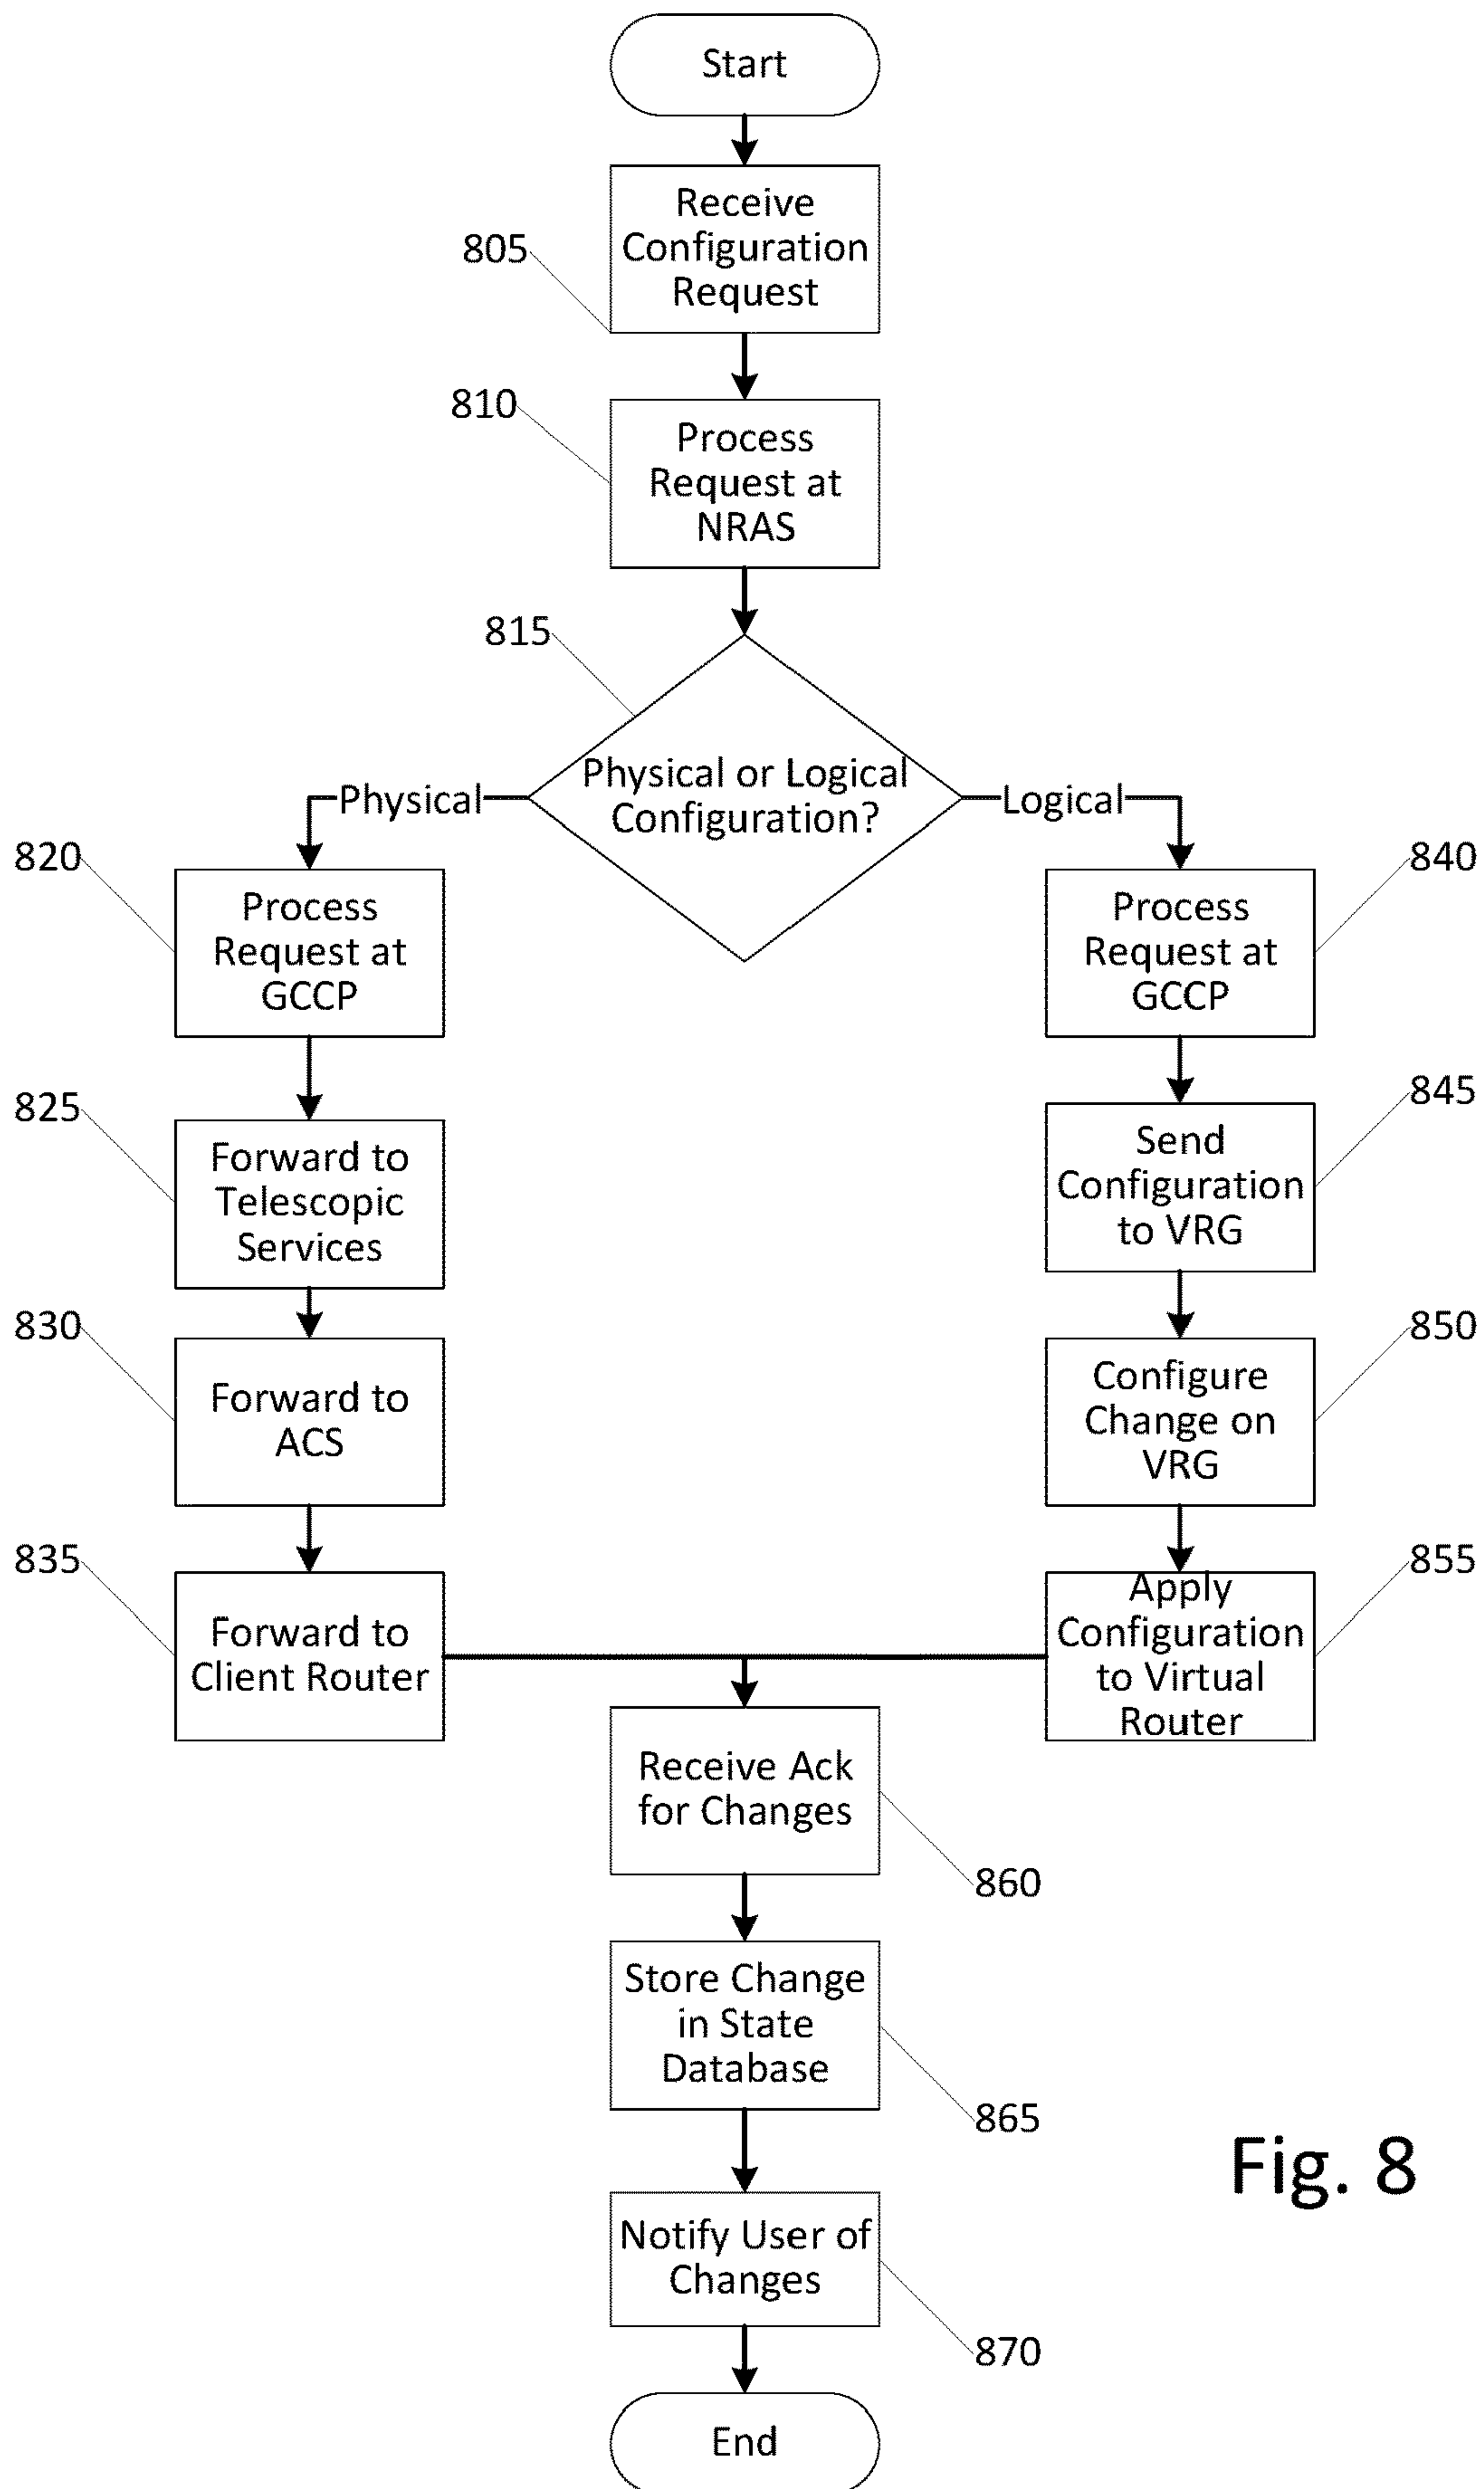 Start
805
Receive
Configuration
Request
810
Process
Request at
NRAS
815
Physical or Logical
Configuration?
Physical
Logical
820
Process
Request at
GCCP
840
Process
Request at
GCCP
825
Forward to
Telescopic
Services
845
Send
Configuration
to VRG
830
Forward to
ACS
850
Configure
Change on
VRG
835
Forward to
Client Router
855
Apply
Configuration
to Virtual
Router
Receive Ack
for Changes
860
Store Change
in State
Database
865
Notify User of
Changes
870
End
Fig. 8